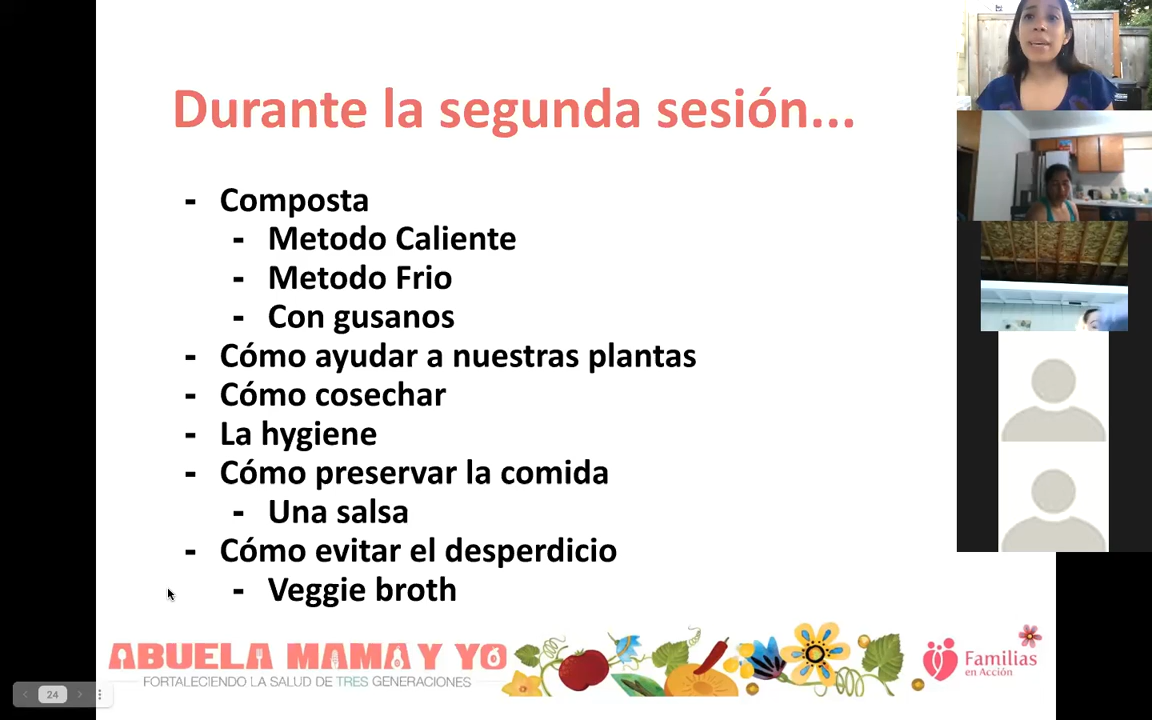 Durante la segunda sesión...
- Composta
- Metodo Caliente
- Metodo Frio
- Con gusanos
- Cómo ayudar a nuestras plantas
- Cómo cosechar
- La hygiene
- Cómo preservar la comida
- Una salsa
- Cómo evitar el desperdicio
- Veggie broth
ABUELA MAMA Y YO
FORTALECIENDO LA SALUD DE TRES GENERACIONES
Familias
en Acción
24